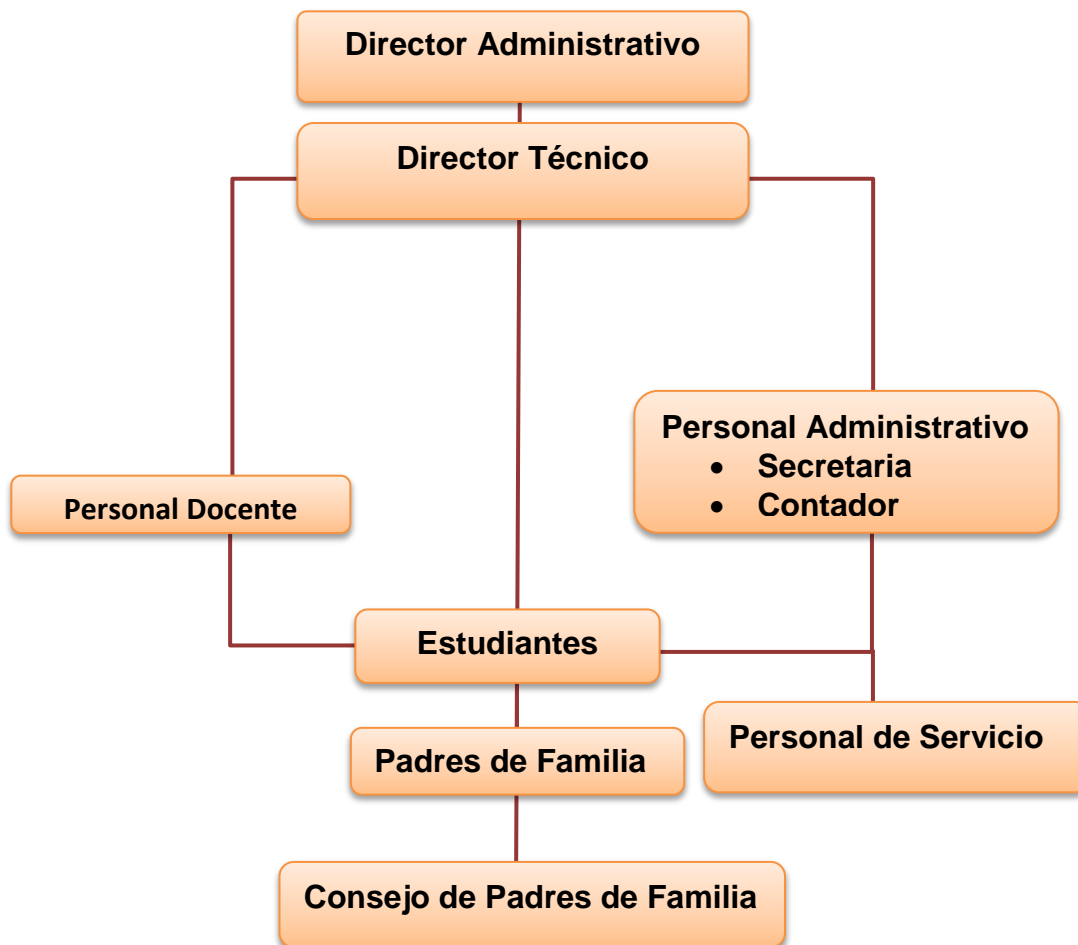 Director Administrativo
Director Técnico
Personal Administrativo
• Secretaria
• Contador
Personal Docente
Estudiantes
Personal de Servicio
Padres de Familia
Consejo de Padres de Familia